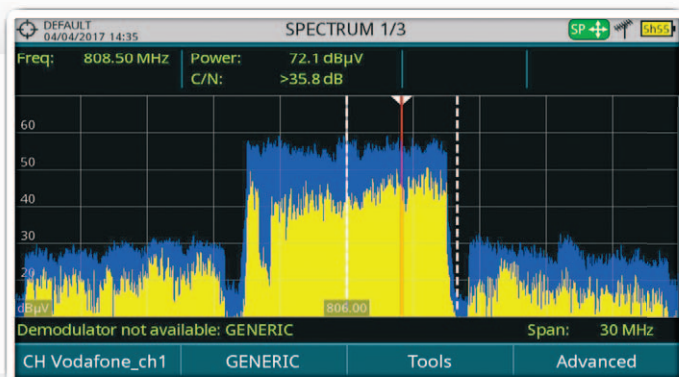 DEFAULT
04/04/2017 14:35
SPECTRUM 1/3
SP
5h55
Freq: 808.50 MHz Power: 72.1 dBµV
C/N: >35.8 dB
60
50
40
30
20
dBµV
806.00
Demodulator not available: GENERIC Span: 30 MHz
CH Vodafone_ch1 GENERIC Tools Advanced